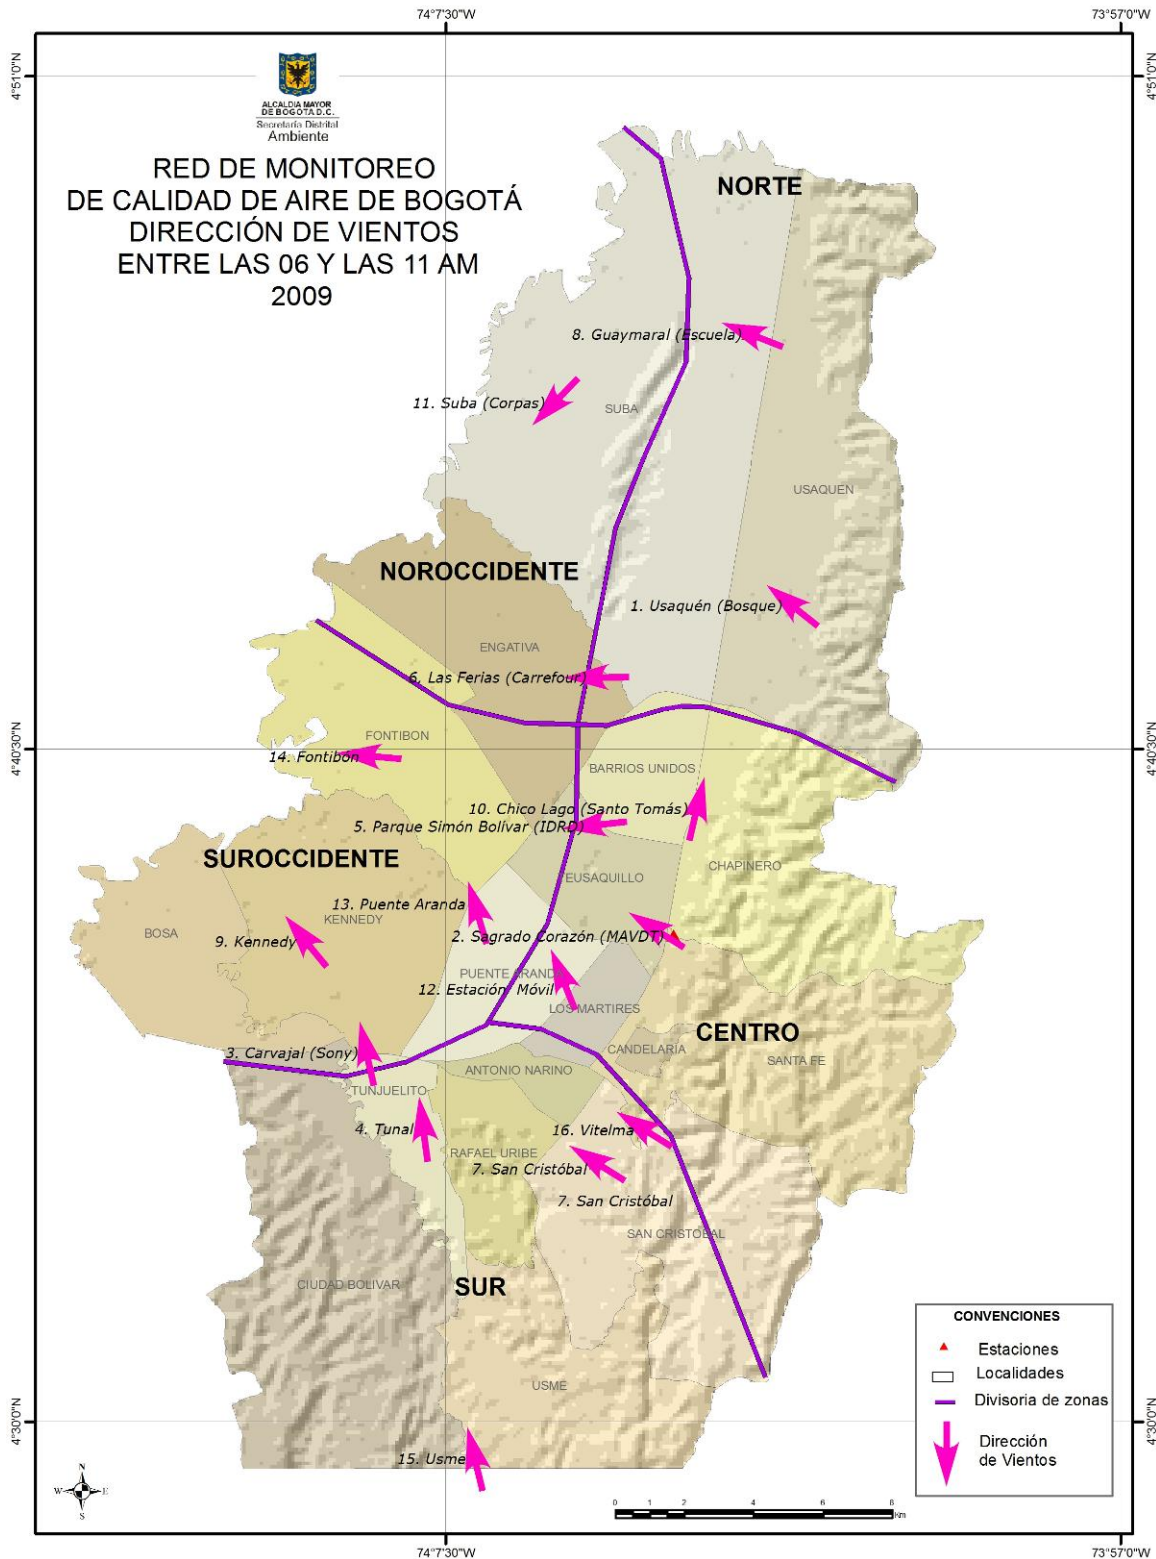 74°7'30"W
73°57'0"W
4°51'0"N
4°51'0"N
ALCALDIA MAYOR
DE BOGOTA D.C.
Secretaría Distrital
Ambiente
RED DE MONITOREO
DE CALIDAD DE AIRE DE BOGOTÁ
DIRECCIÓN DE VIENTOS
ENTRE LAS 06 Y LAS 11 AM
2009
NORTE
8. Guaymaral (Escuela)
11. Suba (Corpas)
SUBA
USAQUEN
NOROCCIDENTE
1. Usaquén (Bosque)
ENGATIVA
6. Las Ferias (Carrefour)
FONTIBON
4°40'30"N
4°40'30"N
14. Fontibón
BARRIOS UNIDOS
10. Chico Lago (Santo Tomás)
5. Parque Simón Bolívar (IDRD)
SUROCCIDENTE
CHAPINERO
EUSAQUILLO
13. Puente Aranda
KENNEDY
BOSA
9. Kennedy
2. Sagrado Corazón (MAVDT)
PUENTE ARAND
12. Estación Móvil
LOS MARTIRES
CENTRO
CANDELARIA
SANTA FE
3. Carvajal (Sony)
ANTONIO NARINO
TUNJUELITO
4. Tunal
16. Vitelma
RAFAEL URIBE
7. San Cristóbal
7. San Cristóbal
SAN CRISTOBAL
CIUDAD BOLIVAR
SUR
USME
15. Usme
CONVENCIONES
Estaciones
Localidades
Divisoria de zonas
Dirección
de Vientos
4°30'0"N
4°30'0"N
N
W
E
S
0 1 2 4 6 8
Km
74°7'30"W
73°57'0"W